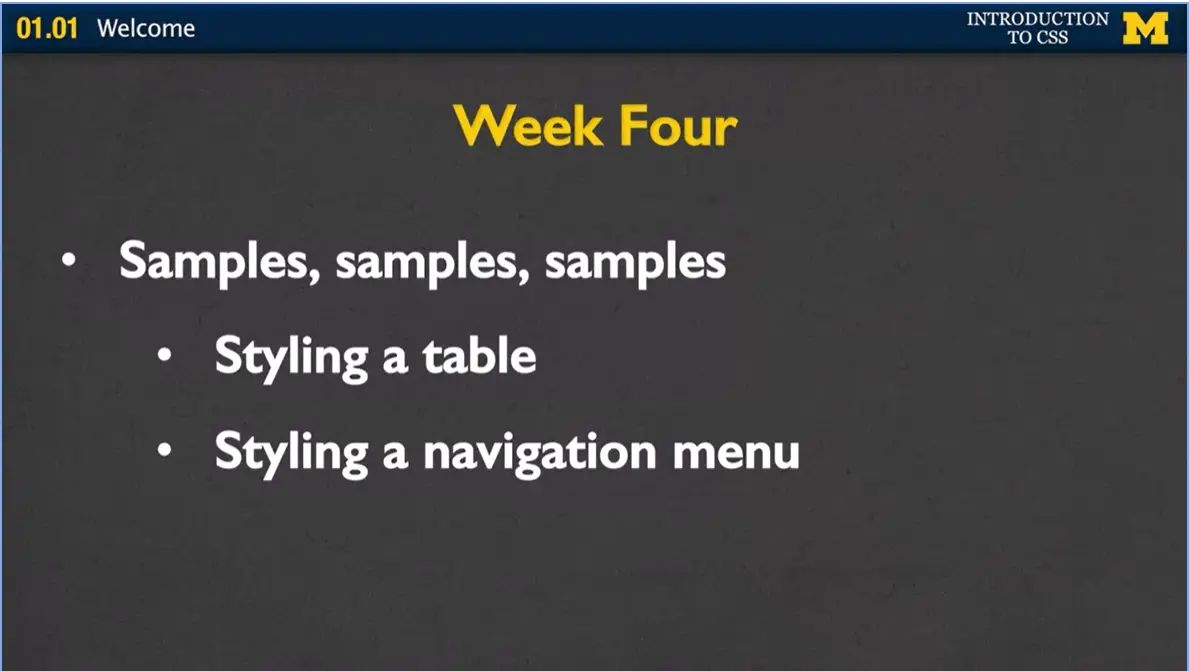 01.01 Welcome
INTRODUCTION
TO CSS
M
Week Four
• Samples, samples, samples
• Styling a table
• Styling a navigation menu